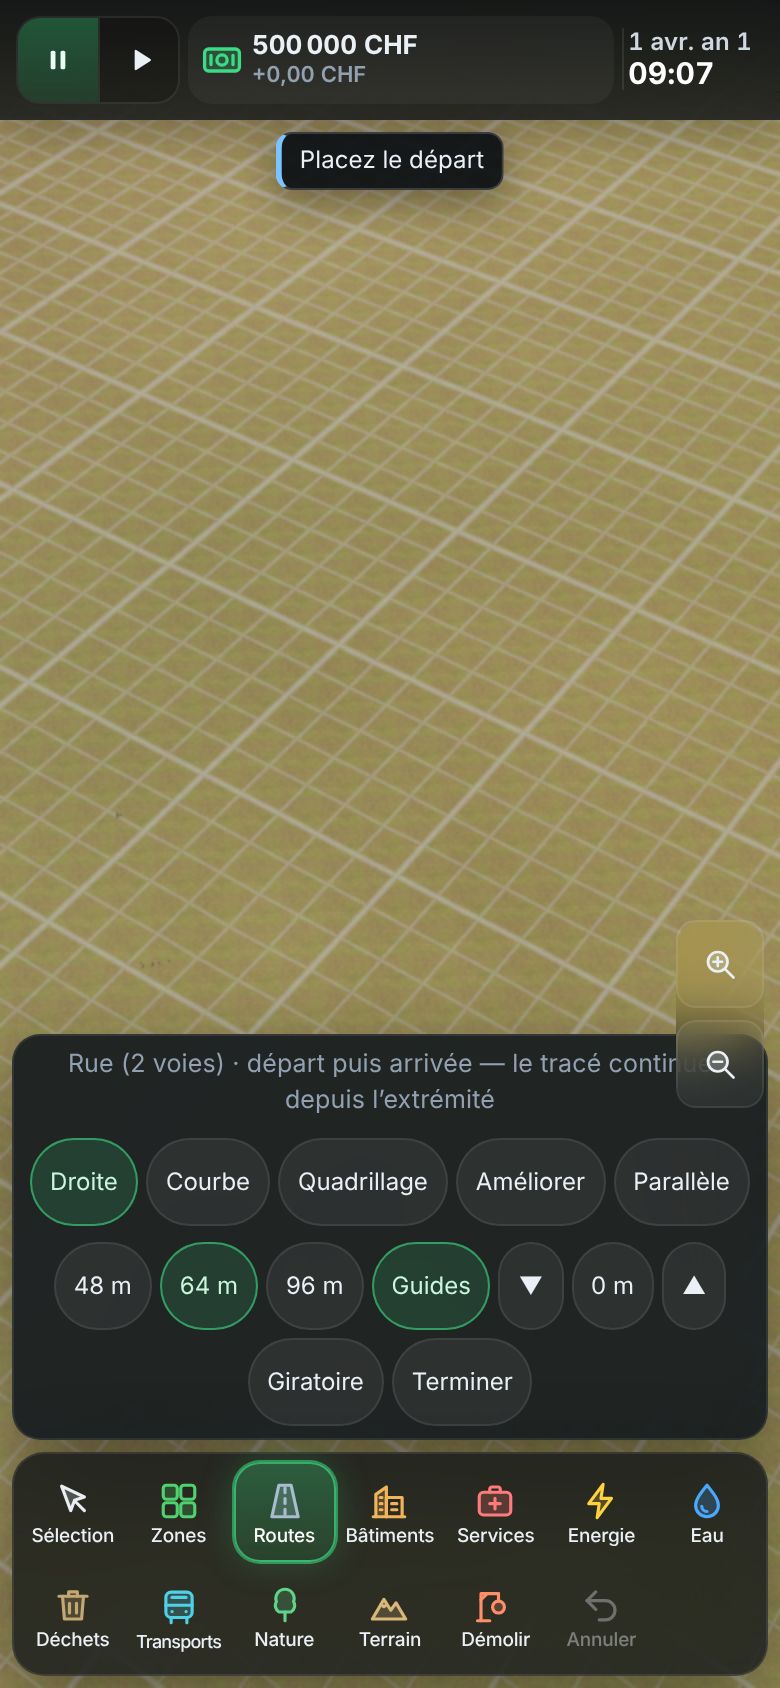 500 000 CHF
+0,00 CHF
1 avr. an 1
09:07
Placez le départ
Rue (2 voies) · départ puis arrivée — le tracé continue
depuis l’extrémité
Droite Courbe Quadrillage Améliorer Parallèle
48 m 64 m 96 m Guides ▼ 0 m ▲
Giratoire Terminer
Sélection Zones Routes Bâtiments Services Energie Eau
Déchets Transports Nature Terrain Démolir Annuler